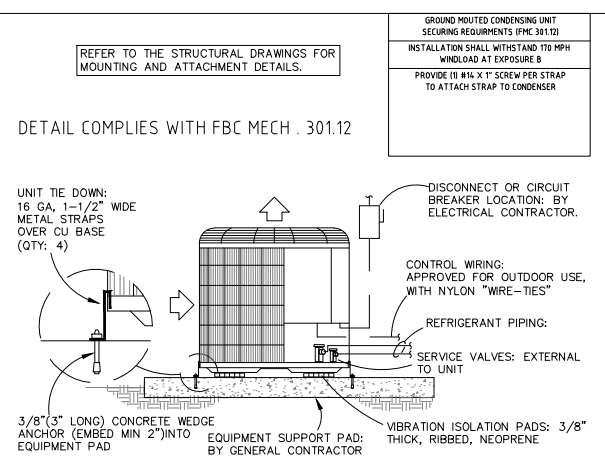 GROUND MOUTED CONDENSING UNIT
SECURING REQUIRMENTS (FMC 301.12)
INSTALLATION SHALL WITHSTAND 170 MPH
WINDLOAD AT EXPOSURE B
PROVIDE (1) #14 X 1" SCREW PER STRAP
TO ATTACH STRAP TO CONDENSER
REFER TO THE STRUCTURAL DRAWINGS FOR
MOUNTING AND ATTACHMENT DETAILS.
DETAIL COMPLIES WITH FBC MECH . 301.12
UNIT TIE DOWN:
16 GA, 1-1/2" WIDE
METAL STRAPS
OVER CU BASE
(QTY: 4)
DISCONNECT OR CIRCUIT
BREAKER LOCATION: BY
ELECTRICAL CONTRACTOR.
CONTROL WIRING:
APPROVED FOR OUTDOOR USE,
WITH NYLON "WIRE-TIES"
REFRIGERANT PIPING:
SERVICE VALVES: EXTERNAL
TO UNIT
3/8"(3" LONG) CONCRETE WEDGE
ANCHOR (EMBED MIN 2")INTO
EQUIPMENT PAD
EQUIPMENT SUPPORT PAD:
BY GENERAL CONTRACTOR
VIBRATION ISOLATION PADS: 3/8"
THICK, RIBBED, NEOPRENE